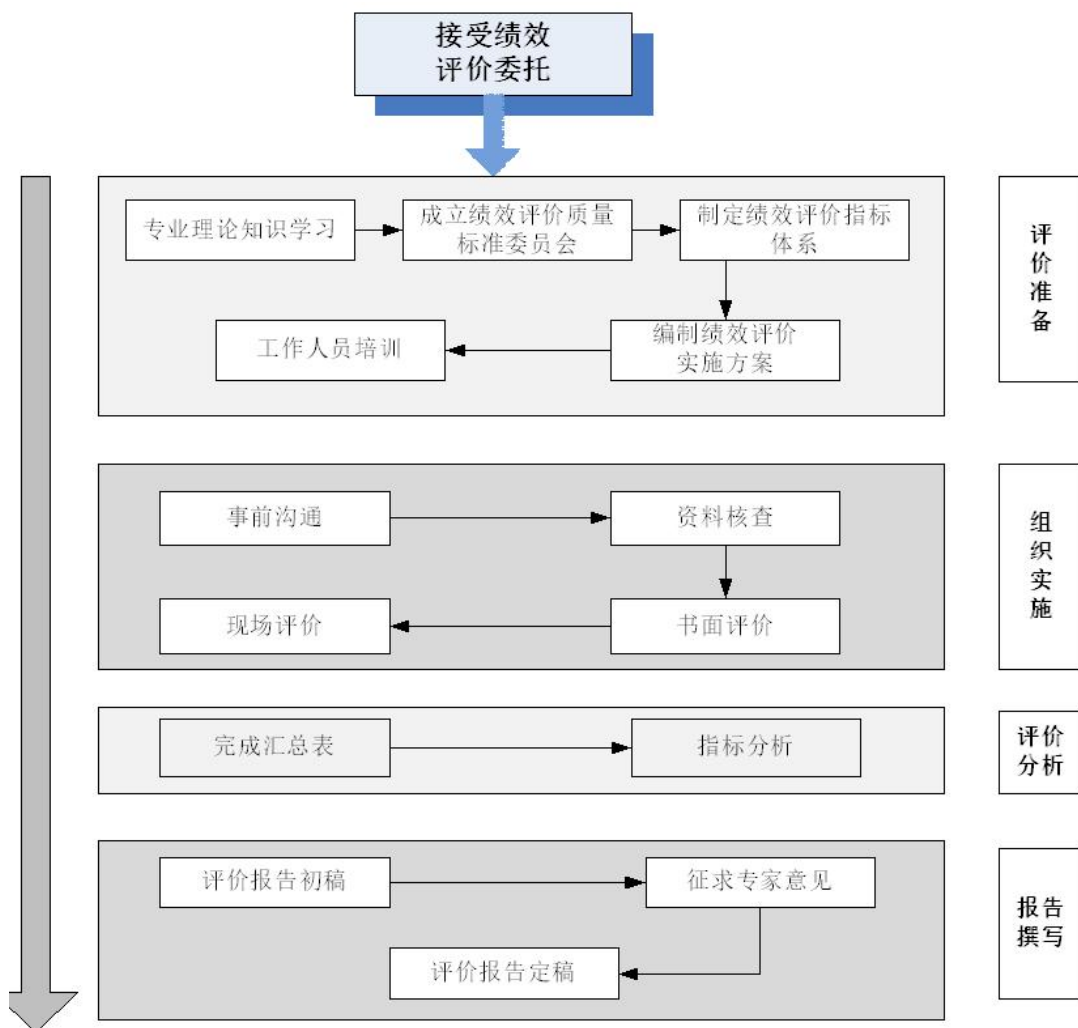 接受绩效
评价委托
专业理论知识学习
成立绩效评价质量
标准委员会
制定绩效评价指标
体系
编制绩效评价
实施方案
工作人员培训
评
价
准
备
事前沟通
资料核查
书面评价
现场评价
组
织
实
施
完成汇总表
指标分析
评价
分析
评价报告初稿
征求专家意见
评价报告定稿
报告
撰写